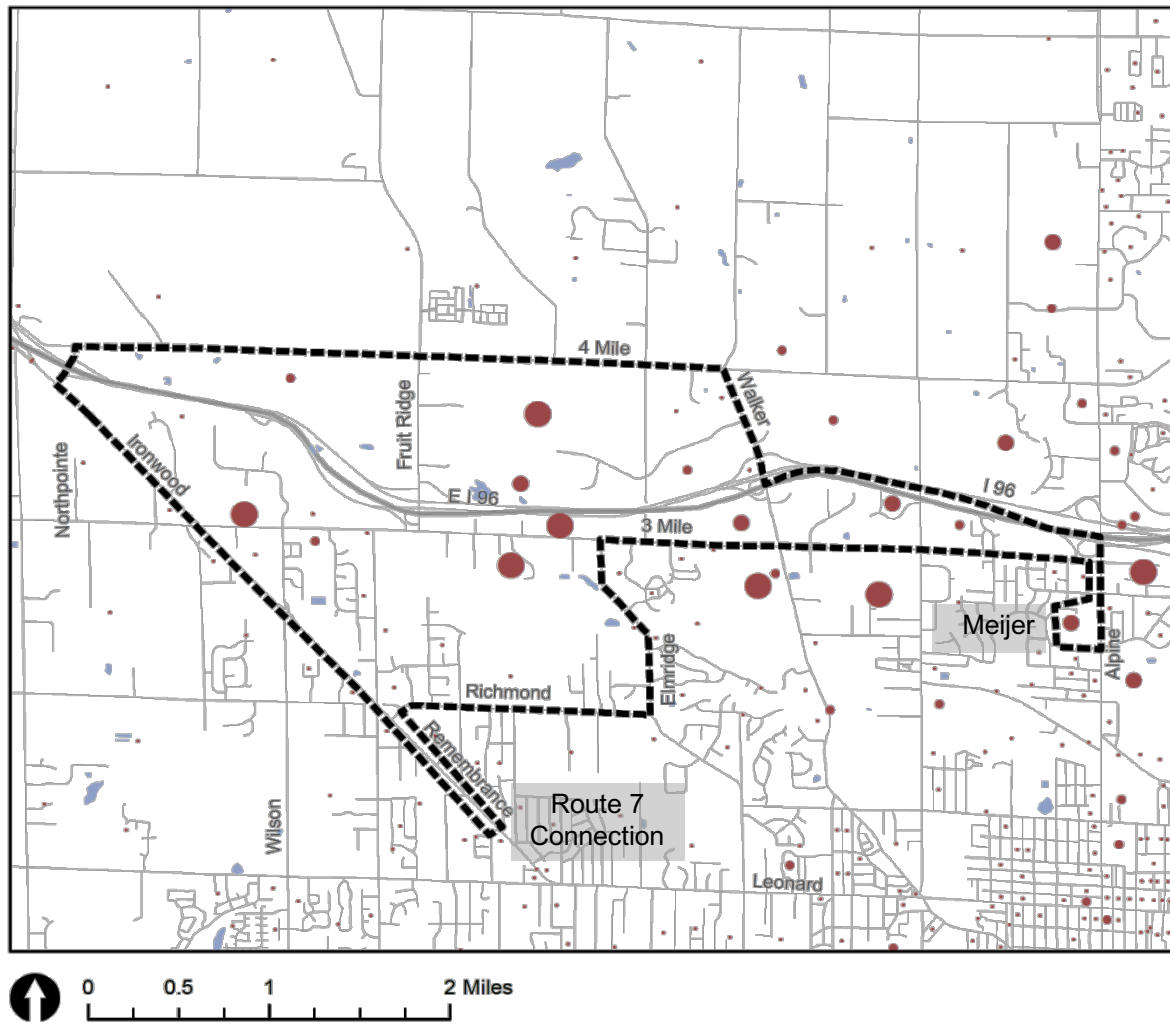 4 Mile
Walker
Fruit Ridge
Ironwood
Northpointe
E I 96
I 96
3 Mile
Meijer
Alpine
Elmridge
Richmond
Remembrance
Route 7
Connection
Wilson
Leonard
0 0.5 1 2 Miles